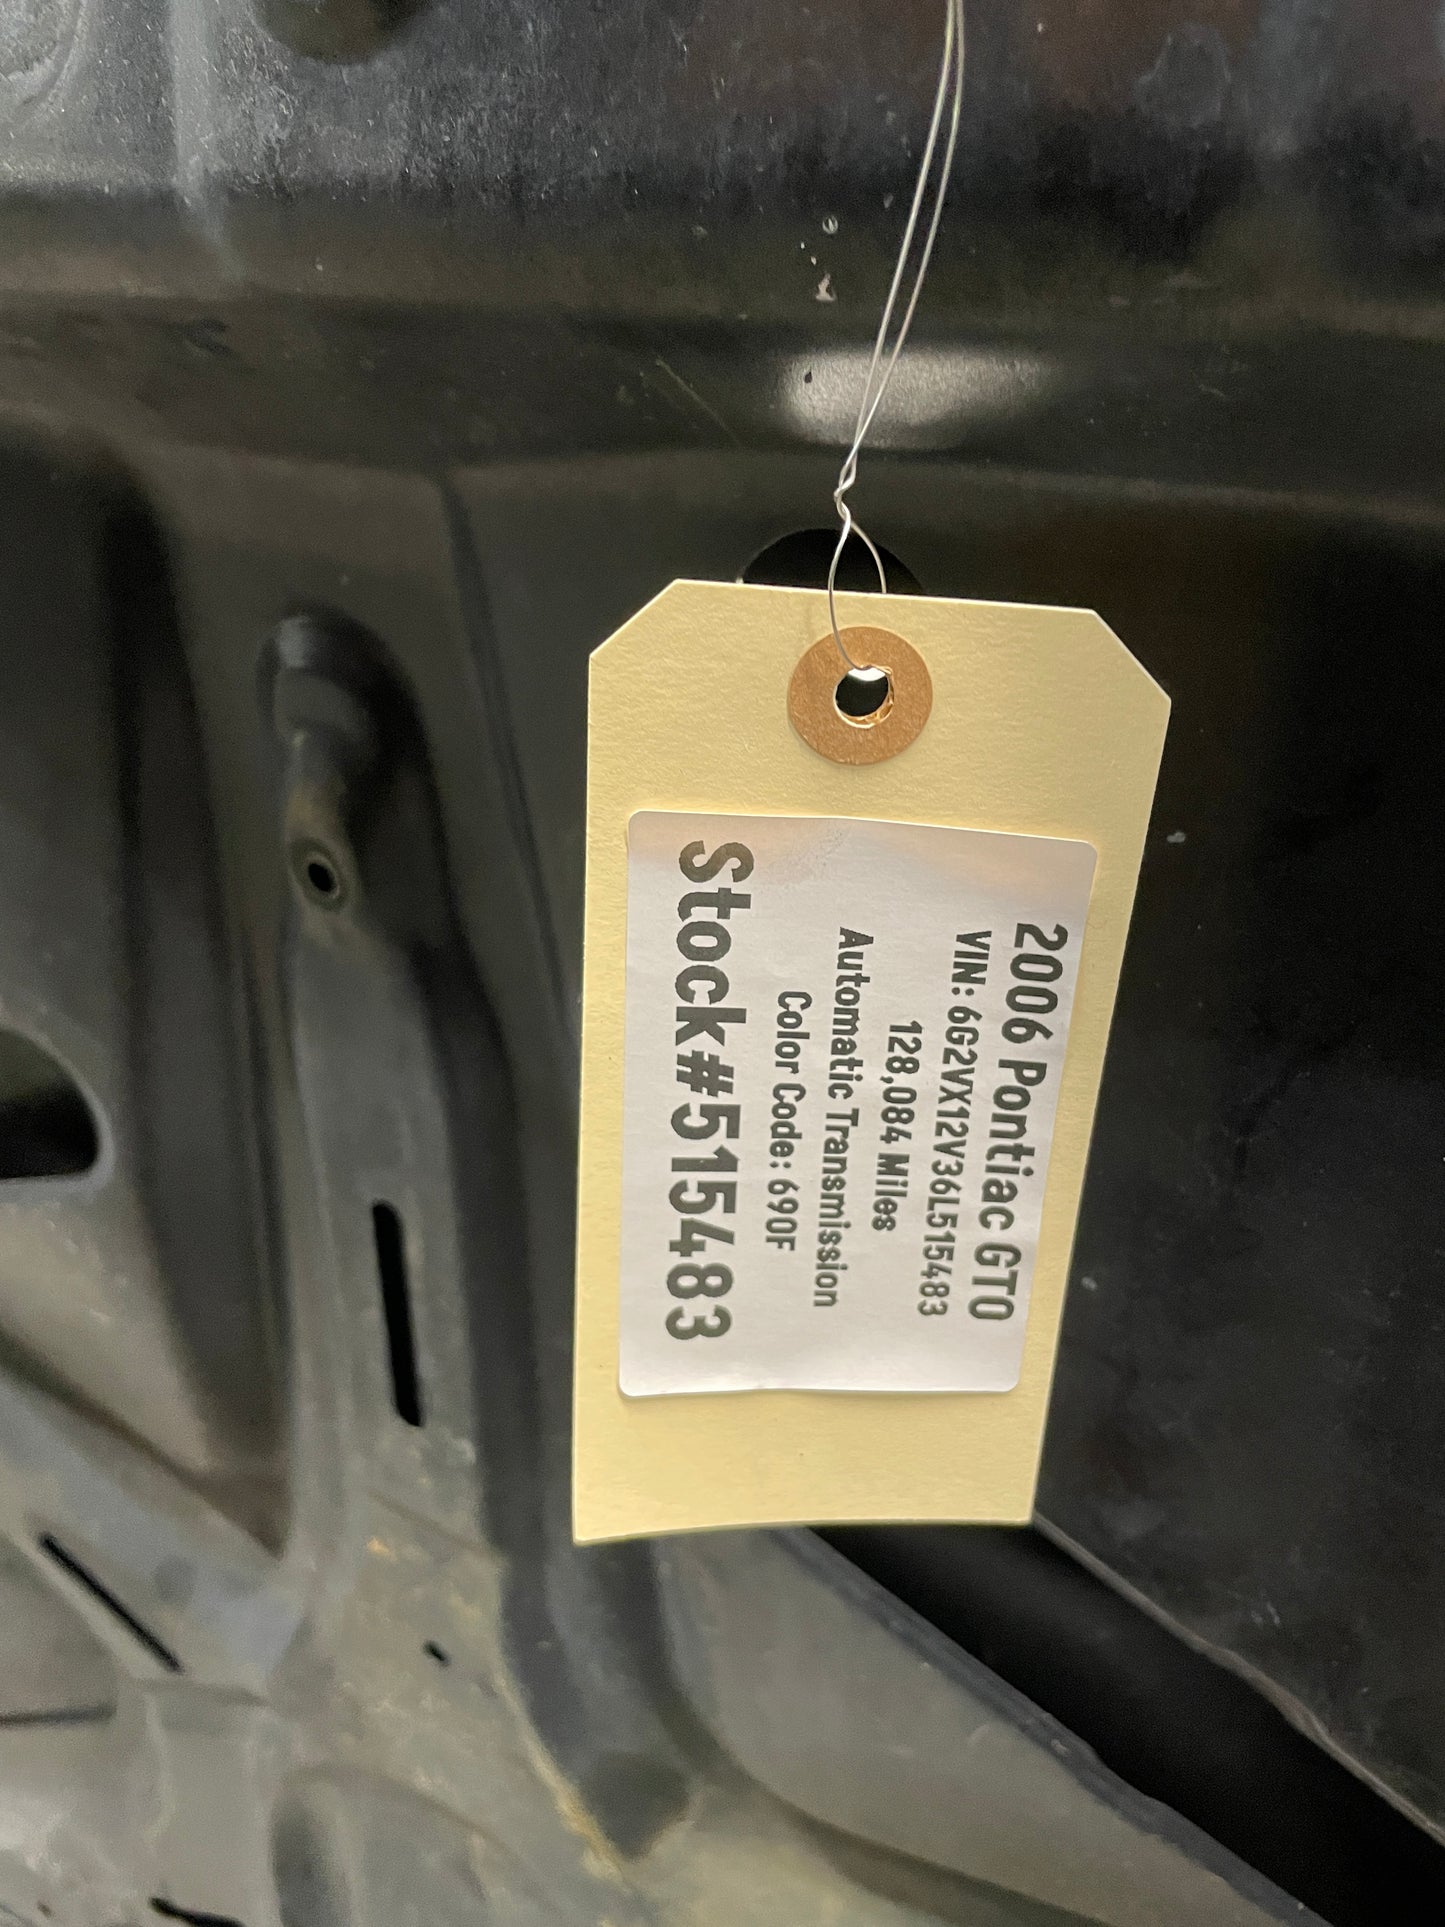 2006 Pontiac GTO
VIN: 6G2VX12V36L515483
128,084 Miles
Automatic Transmission
Color Code: 690F
Stock#515483